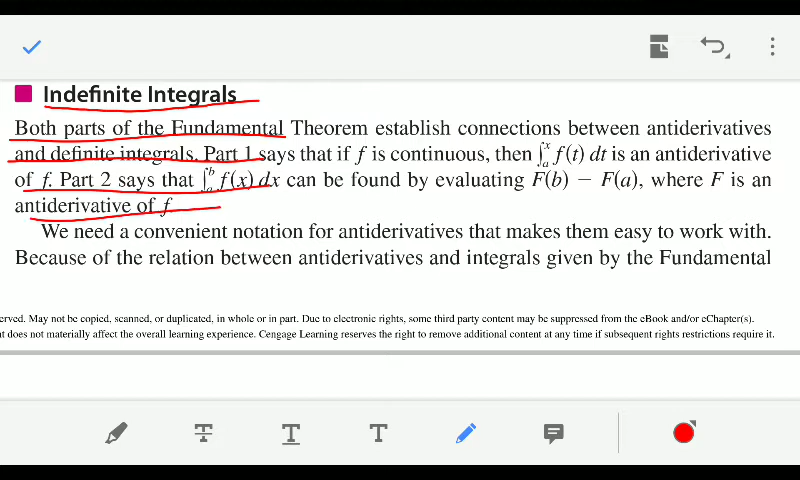 Indefinite Integrals
Both parts of the Fundamental Theorem establish connections between antiderivatives
and definite integrals. Part 1 says that if f is continuous, then ∫ₐˣ f(t) dt is an antiderivative
of f. Part 2 says that ∫ₐᵇ f(x) dx can be found by evaluating F(b) − F(a), where F is an
antiderivative of f
We need a convenient notation for antiderivatives that makes them easy to work with.
Because of the relation between antiderivatives and integrals given by the Fundamental
erved. May not be copied, scanned, or duplicated, in whole or in part. Due to electronic rights, some third party content may be suppressed from the eBook and/or eChapter(s).
t does not materially affect the overall learning experience. Cengage Learning reserves the right to remove additional content at any time if subsequent rights restrictions require it.
T T T